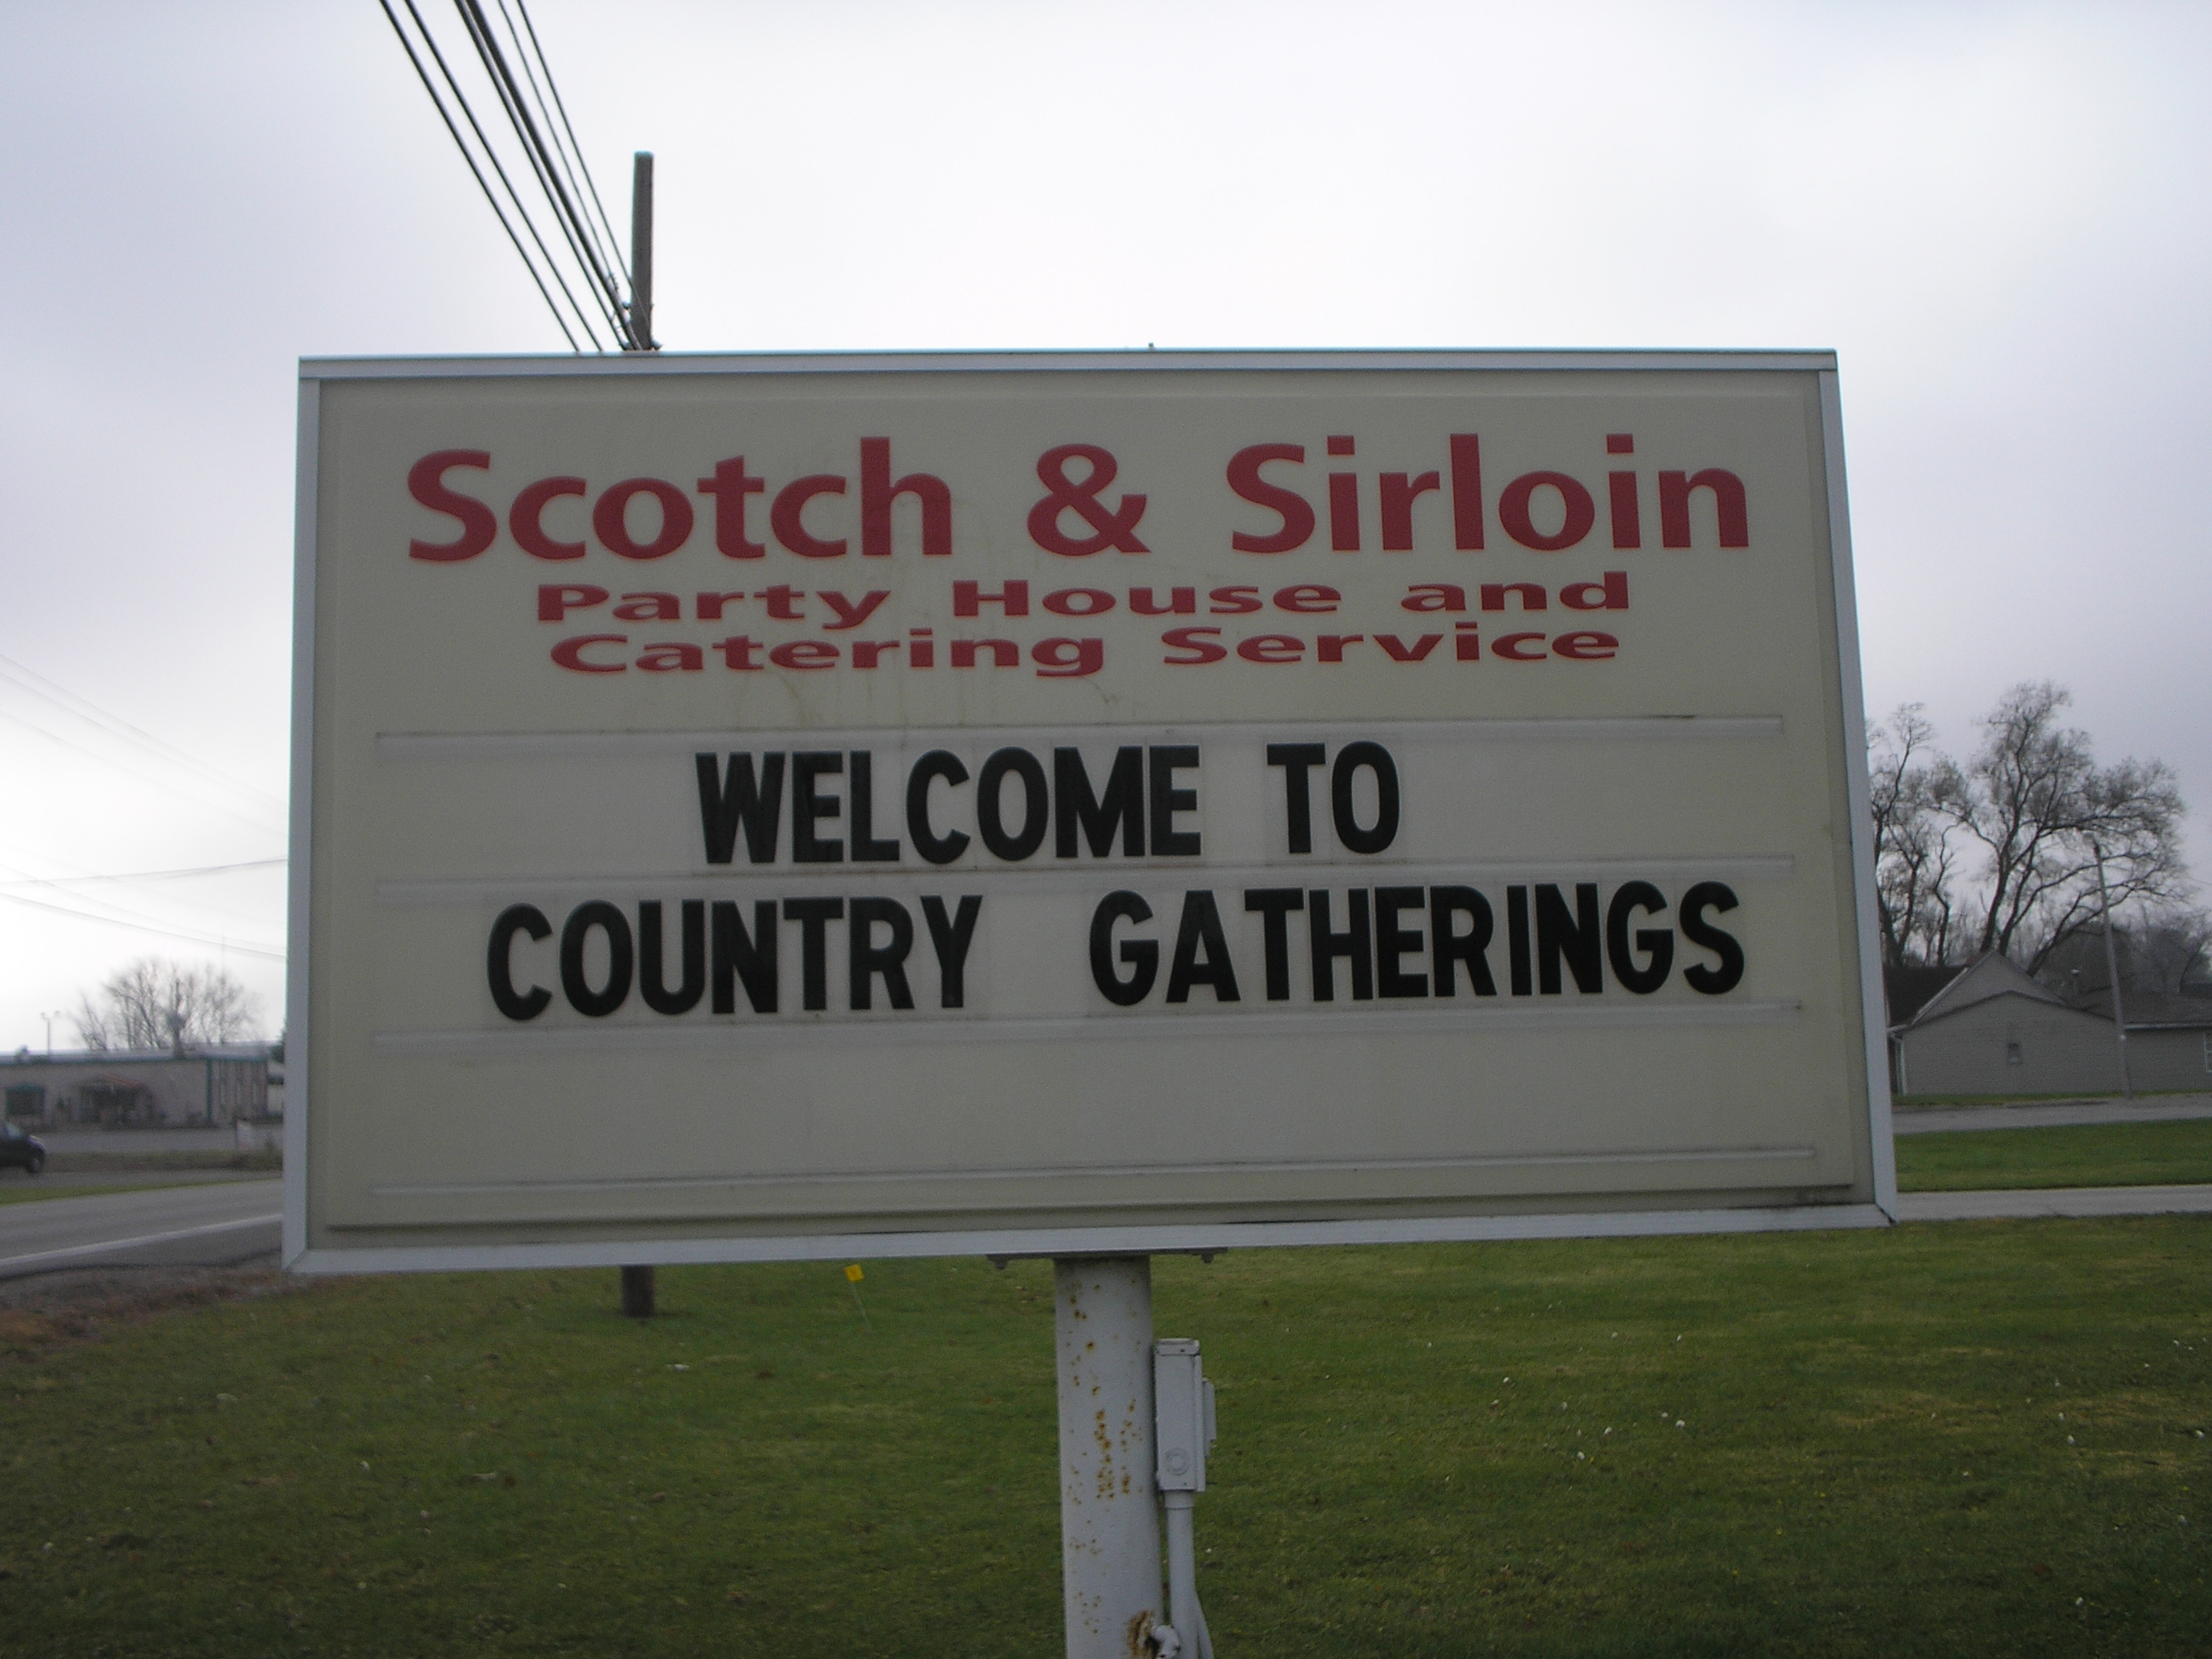 Scotch & Sirloin
Party House and
Catering Service
WELCOME TO
COUNTRY GATHERINGS